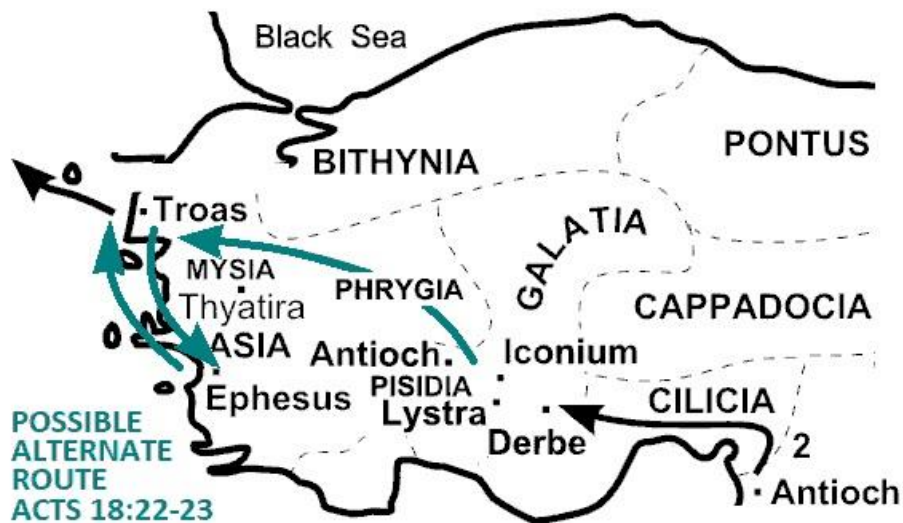 Black Sea
BITHYNIA
PONTUS
Troas
GALATIA
MYSIA
PHRYGIA
Thyatira
CAPPADOCIA
ASIA
Antioch
Iconium
PISIDIA
Ephesus
Lystra
CILICIA
Derbe
2
Antioch
POSSIBLE
ALTERNATE
ROUTE
ACTS 18:22-23